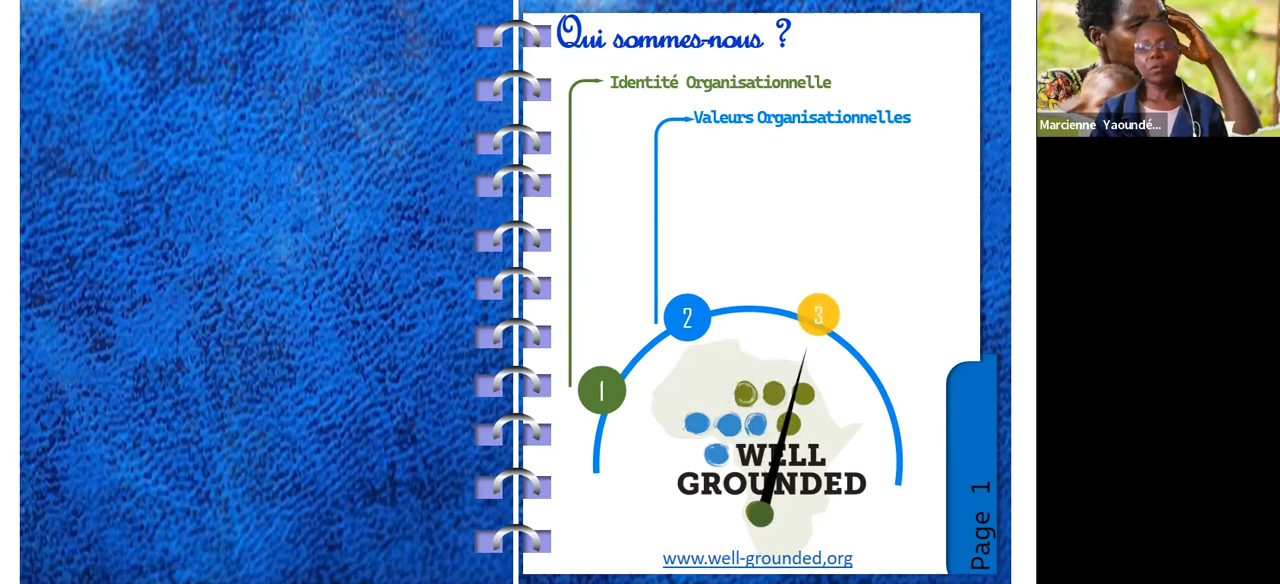 Qui sommes-nous ?
Identité Organisationnelle
Valeurs Organisationnelles
2
3
1
WELL
GROUNDED
www.well-grounded,org
Page 1
Marcienne Yaoundé...